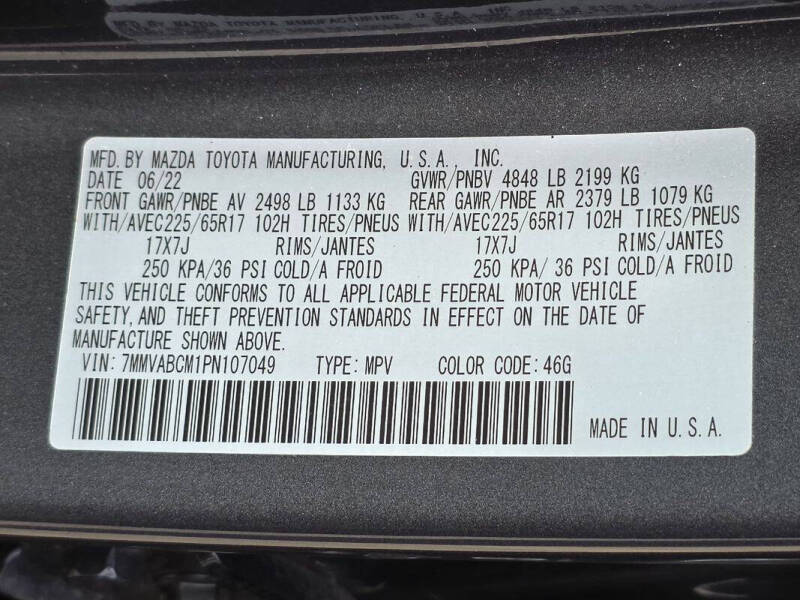 MFD. BY MAZDA TOYOTA MANUFACTURING, U.S.A., INC.
DATE 06/22 GVWR/PNBV 4848 LB 2199 KG
FRONT GAWR/PNBE AV 2498 LB 1133 KG REAR GAWR/PNBE AR 2379 LB 1079 KG
WITH/AVEC225/65R17 102H TIRES/PNEUS WITH/AVEC225/65R17 102H TIRES/PNEUS
17X7J RIMS/JANTES 17X7J RIMS/JANTES
250 KPA/36 PSI COLD/A FROID 250 KPA/ 36 PSI COLD/A FROID
THIS VEHICLE CONFORMS TO ALL APPLICABLE FEDERAL MOTOR VEHICLE
SAFETY, AND THEFT PREVENTION STANDARDS IN EFFECT ON THE DATE OF
MANUFACTURE SHOWN ABOVE.
VIN: 7MMVABCM1PN107049 TYPE: MPV COLOR CODE: 46G
MADE IN U.S.A.